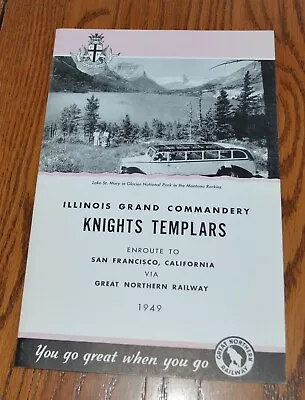 Lake St. Mary in Glacier National Park in the Montana Rockies
ILLINOIS GRAND COMMANDERY
KNIGHTS TEMPLARS
ENROUTE TO
SAN FRANCISCO, CALIFORNIA
VIA
GREAT NORTHERN RAILWAY
1949
You go great when you go
GREAT NORTHERN
RAILWAY